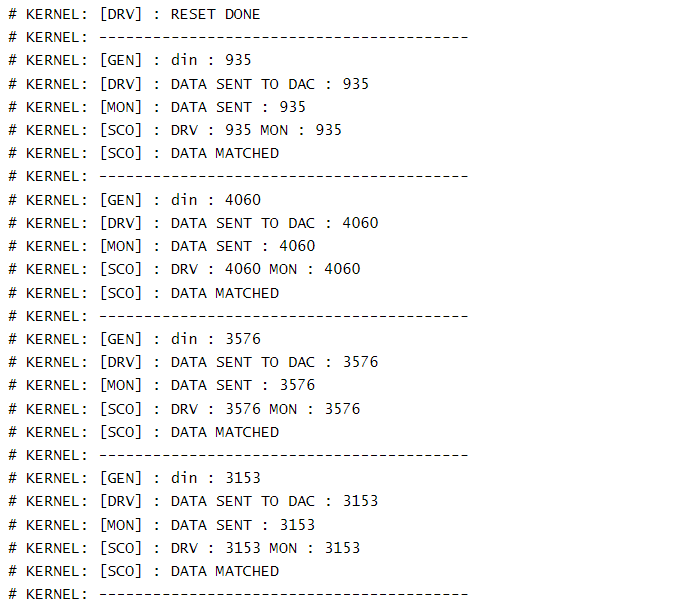 # KERNEL: [DRV] : RESET DONE
# KERNEL: -----------------------------------------
# KERNEL: [GEN] : din : 935
# KERNEL: [DRV] : DATA SENT TO DAC : 935
# KERNEL: [MON] : DATA SENT : 935
# KERNEL: [SCO] : DRV : 935 MON : 935
# KERNEL: [SCO] : DATA MATCHED
# KERNEL: -----------------------------------------
# KERNEL: [GEN] : din : 4060
# KERNEL: [DRV] : DATA SENT TO DAC : 4060
# KERNEL: [MON] : DATA SENT : 4060
# KERNEL: [SCO] : DRV : 4060 MON : 4060
# KERNEL: [SCO] : DATA MATCHED
# KERNEL: -----------------------------------------
# KERNEL: [GEN] : din : 3576
# KERNEL: [DRV] : DATA SENT TO DAC : 3576
# KERNEL: [MON] : DATA SENT : 3576
# KERNEL: [SCO] : DRV : 3576 MON : 3576
# KERNEL: [SCO] : DATA MATCHED
# KERNEL: -----------------------------------------
# KERNEL: [GEN] : din : 3153
# KERNEL: [DRV] : DATA SENT TO DAC : 3153
# KERNEL: [MON] : DATA SENT : 3153
# KERNEL: [SCO] : DRV : 3153 MON : 3153
# KERNEL: [SCO] : DATA MATCHED
# KERNEL: -----------------------------------------